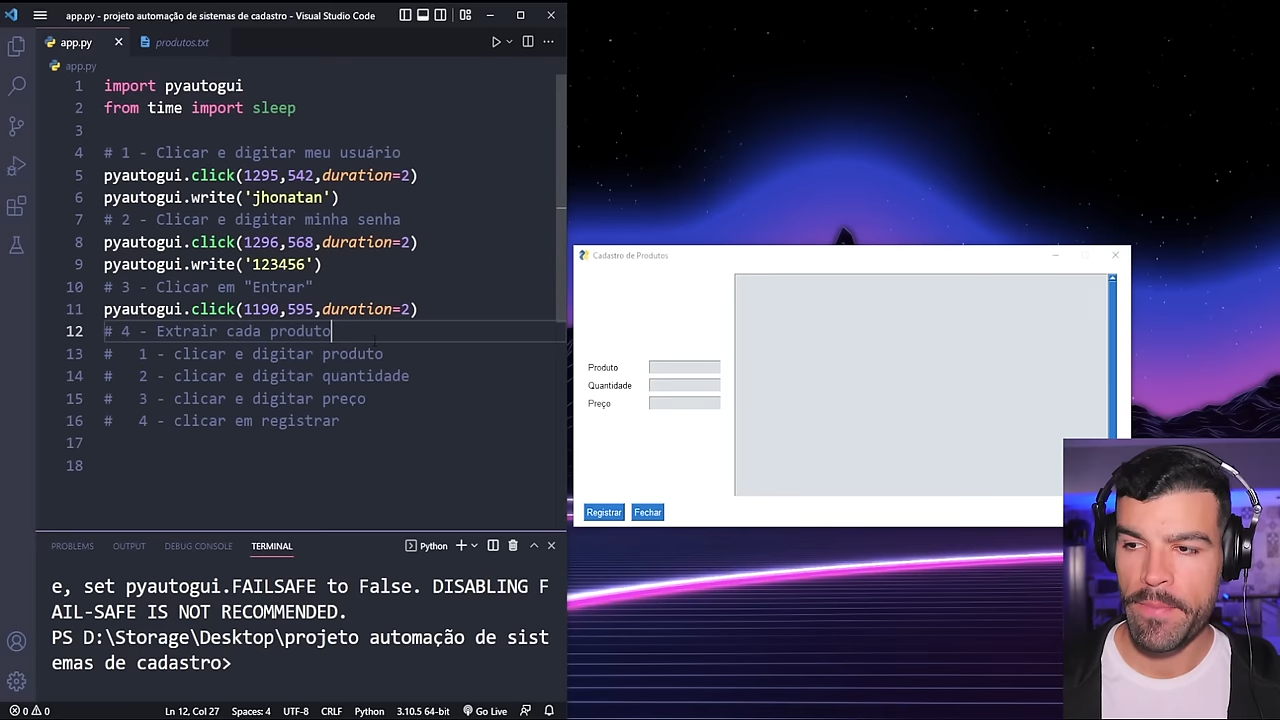 app.py - projeto automação de sistemas de cadastro - Visual Studio Code
app.py
produtos.txt
app.py
1 import pyautogui
2 from time import sleep
3
4 # 1 - Clicar e digitar meu usuário
5 pyautogui.click(1295,542,duration=2)
6 pyautogui.write('jhonatan')
7 # 2 - Clicar e digitar minha senha
8 pyautogui.click(1296,568,duration=2)
9 pyautogui.write('123456')
10 # 3 - Clicar em "Entrar"
11 pyautogui.click(1190,595,duration=2)
12 # 4 - Extrair cada produto
13 #   1 - clicar e digitar produto
14 #   2 - clicar e digitar quantidade
15 #   3 - clicar e digitar preço
16 #   4 - clicar em registrar
17
18
PROBLEMS OUTPUT DEBUG CONSOLE TERMINAL Python
e, set pyautogui.FAILSAFE to False. DISABLING F
AIL-SAFE IS NOT RECOMMENDED.
PS D:\Storage\Desktop\projeto automação de sist
emas de cadastro>
0 0 Ln 12, Col 27 Spaces: 4 UTF-8 CRLF Python 3.10.5 64-bit Go Live
Cadastro de Produtos
Produto
Quantidade
Preço
Registrar Fechar